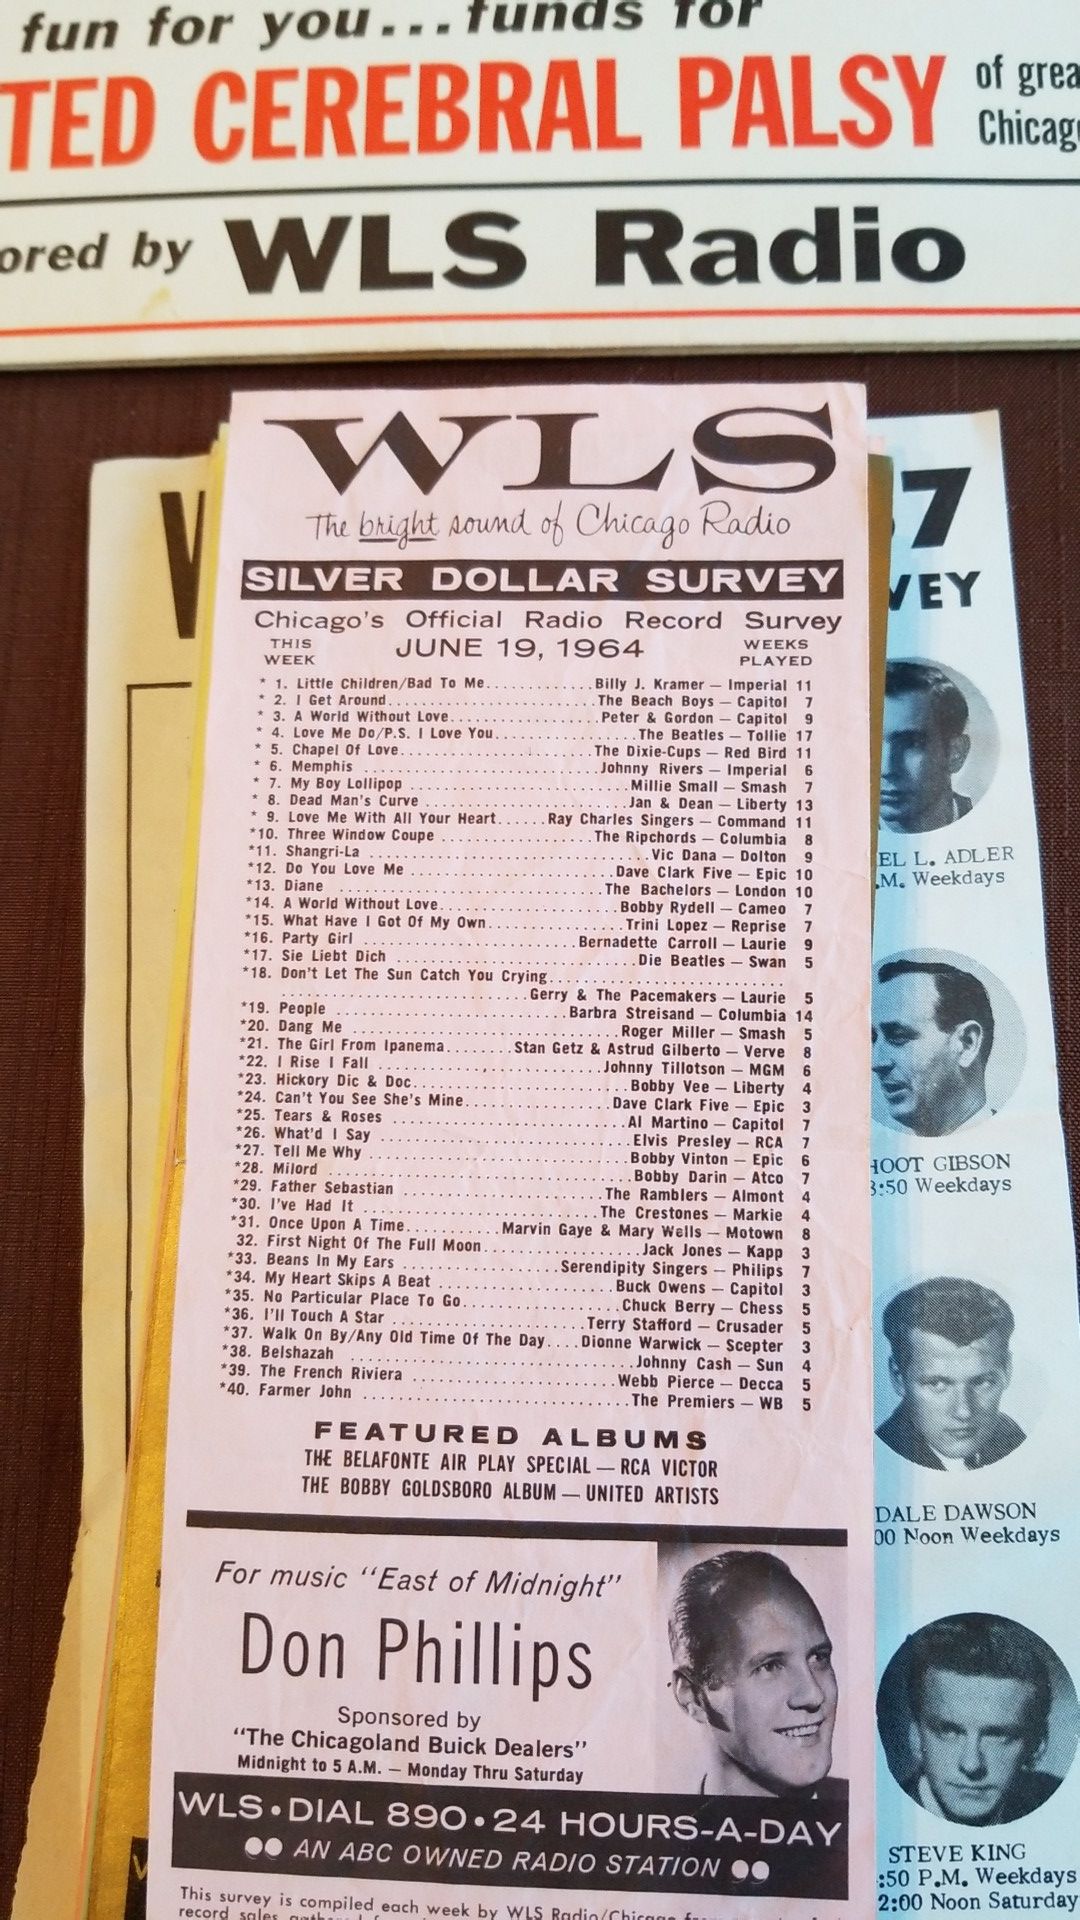 fun for you...funds for
TED CEREBRAL PALSY of grea
Chicag
ored by WLS Radio
WLS
The bright sound of Chicago Radio
SILVER DOLLAR SURVEY
Chicago's Official Radio Record Survey
THIS WEEK JUNE 19, 1964 WEEKS PLAYED
* 1. Little Children/Bad To Me.............Billy J. Kramer — Imperial 11
* 2. I Get Around.........................The Beach Boys — Capitol 7
* 3. A World Without Love..................Peter & Gordon — Capitol 9
* 4. Love Me Do/P.S. I Love You.................The Beatles — Tollie 17
* 5. Chapel Of Love.......................The Dixie-Cups — Red Bird 11
* 6. Memphis .............................Johnny Rivers — Imperial 6
* 7. My Boy Lollipop ...........................Millie Small — Smash 7
* 8. Dead Man's Curve ........................Jan & Dean — Liberty 13
* 9. Love Me With All Your Heart......Ray Charles Singers — Command 11
*10. Three Window Coupe ..................The Ripchords — Columbia 8
*11. Shangri-La .................................Vic Dana — Dolton 9
*12. Do You Love Me ........................Dave Clark Five — Epic 10
*13. Diane ................................The Bachelors — London 10
*14. A World Without Love.....................Bobby Rydell — Cameo 7
*15. What Have I Got Of My Own................Trini Lopez — Reprise 7
*16. Party Girl .........................Bernadette Carroll — Laurie 9
*17. Sie Liebt Dich .............................Die Beatles — Swan 5
*18. Don't Let The Sun Catch You Crying............................
.............................Gerry & The Pacemakers — Laurie 5
*19. People ............................Barbra Streisand — Columbia 14
*20. Dang Me .................................Roger Miller — Smash 5
*21. The Girl From Ipanema........Stan Getz & Astrud Gilberto — Verve 8
*22. I Rise I Fall ............................Johnny Tillotson — MGM 6
*23. Hickory Dic & Doc.........................Bobby Vee — Liberty 4
*24. Can't You See She's Mine.................Dave Clark Five — Epic 3
*25. Tears & Roses .............................Al Martino — Capitol 7
*26. What'd I Say ..............................Elvis Presley — RCA 7
*27. Tell Me Why ..............................Bobby Vinton — Epic 6
*28. Milord ...................................Bobby Darin — Atco 7
*29. Father Sebastian ......................The Ramblers — Almont 4
*30. I've Had It ............................The Crestones — Markie 4
*31. Once Upon A Time..........Marvin Gaye & Mary Wells — Motown 8
32. First Night Of The Full Moon..................Jack Jones — Kapp 3
*33. Beans In My Ears ..................Serendipity Singers — Philips 7
*34. My Heart Skips A Beat ...................Buck Owens — Capitol 3
*35. No Particular Place To Go..................Chuck Berry — Chess 5
*36. I'll Touch A Star .......................Terry Stafford — Crusader 5
*37. Walk On By/Any Old Time Of The Day....Dionne Warwick — Scepter 3
*38. Belshazah .................................Johnny Cash — Sun 4
*39. The French Riviera ........................Webb Pierce — Decca 5
*40. Farmer John ...............................The Premiers — WB 5
FEATURED ALBUMS
THE BELAFONTE AIR PLAY SPECIAL — RCA VICTOR
THE BOBBY GOLDSBORO ALBUM — UNITED ARTISTS
For music "East of Midnight"
Don Phillips
Sponsored by
"The Chicagoland Buick Dealers"
Midnight to 5 A.M. — Monday Thru Saturday
WLS•DIAL 890•24 HOURS-A-DAY
AN ABC OWNED RADIO STATION
This survey is compiled each week by WLS Radio/Chicago
record sales
7
VEY
EL L. ADLER
.M. Weekdays
HOOT GIBSON
3:50 Weekdays
DALE DAWSON
00 Noon Weekdays
STEVE KING
:50 P.M. Weekdays
2:00 Noon Saturday